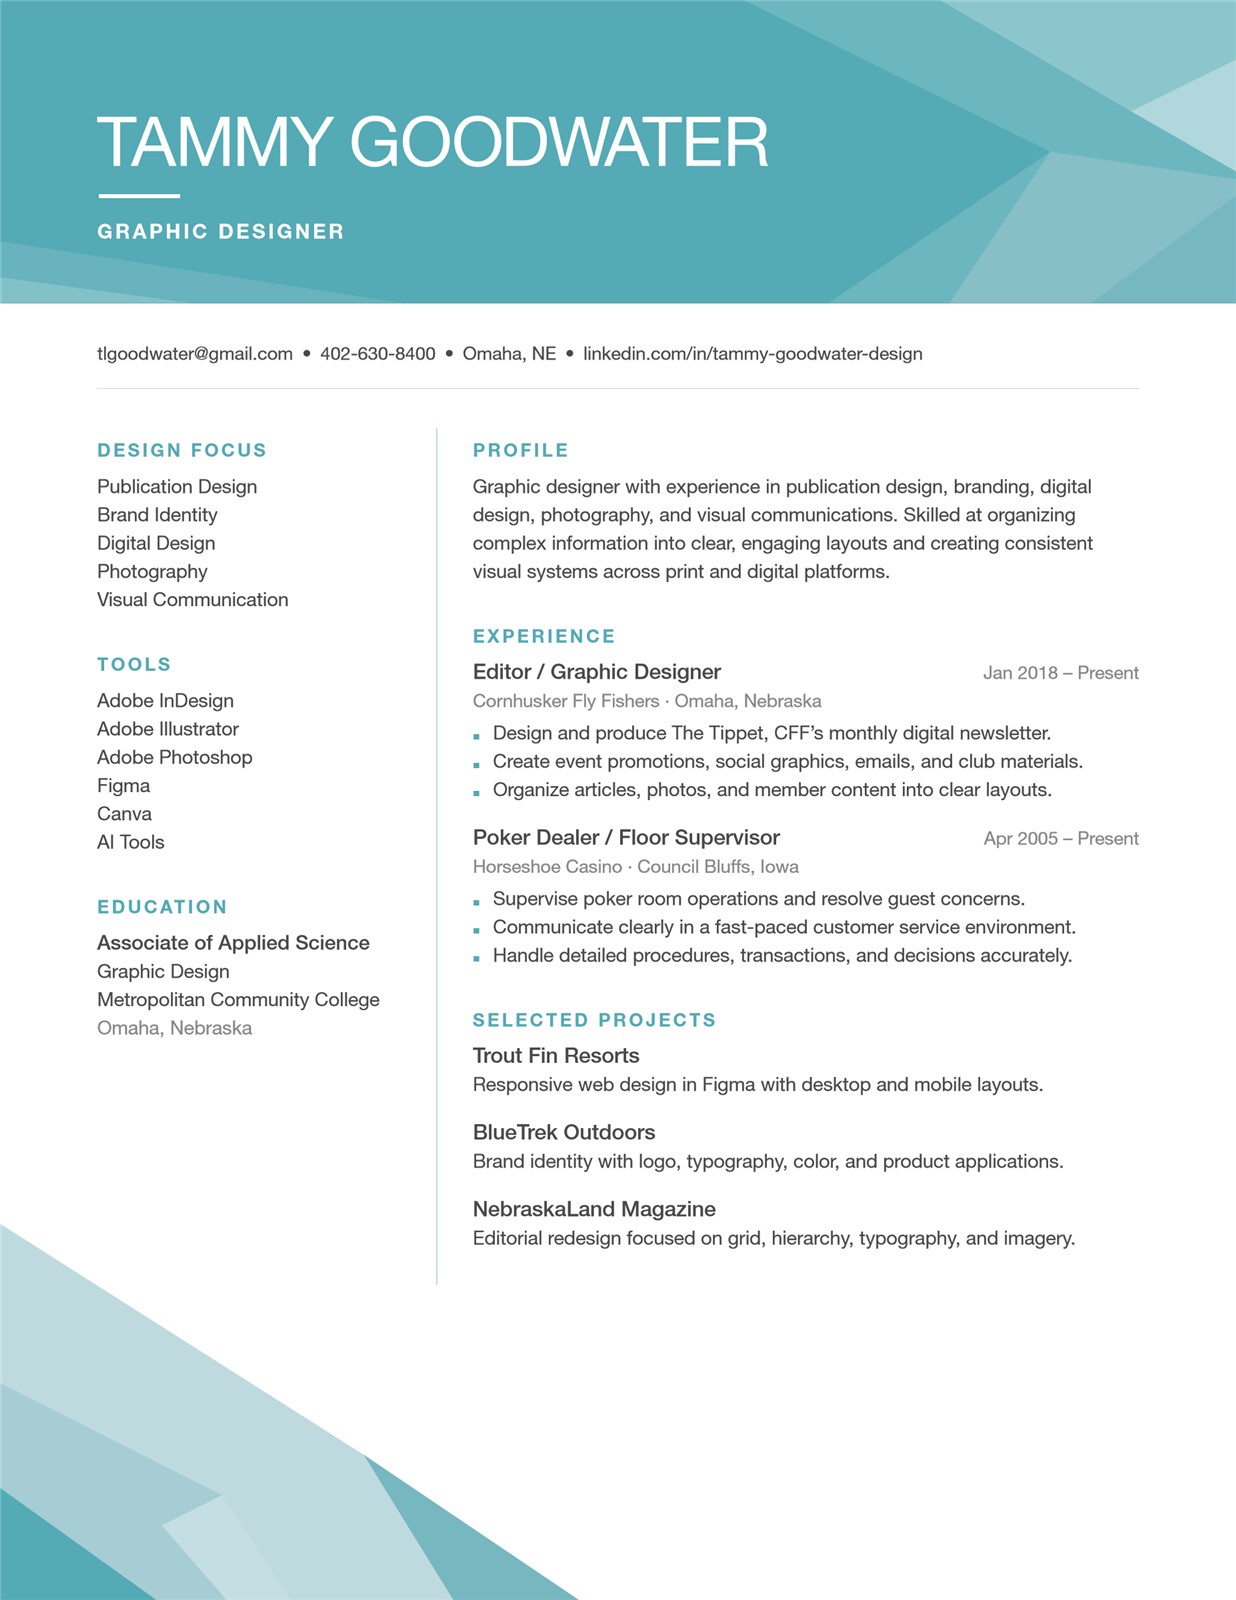 TAMMY GOODWATER
GRAPHIC DESIGNER
tlgoodwater@gmail.com • 402-630-8400 • Omaha, NE • linkedin.com/in/tammy-goodwater-design
DESIGN FOCUS
Publication Design
Brand Identity
Digital Design
Photography
Visual Communication
TOOLS
Adobe InDesign
Adobe Illustrator
Adobe Photoshop
Figma
Canva
AI Tools
EDUCATION
Associate of Applied Science
Graphic Design
Metropolitan Community College
Omaha, Nebraska
PROFILE
Graphic designer with experience in publication design, branding, digital
design, photography, and visual communications. Skilled at organizing
complex information into clear, engaging layouts and creating consistent
visual systems across print and digital platforms.
EXPERIENCE
Editor / Graphic Designer Jan 2018 – Present
Cornhusker Fly Fishers · Omaha, Nebraska
▪ Design and produce The Tippet, CFF’s monthly digital newsletter.
▪ Create event promotions, social graphics, emails, and club materials.
▪ Organize articles, photos, and member content into clear layouts.
Poker Dealer / Floor Supervisor Apr 2005 – Present
Horseshoe Casino · Council Bluffs, Iowa
▪ Supervise poker room operations and resolve guest concerns.
▪ Communicate clearly in a fast-paced customer service environment.
▪ Handle detailed procedures, transactions, and decisions accurately.
SELECTED PROJECTS
Trout Fin Resorts
Responsive web design in Figma with desktop and mobile layouts.
BlueTrek Outdoors
Brand identity with logo, typography, color, and product applications.
NebraskaLand Magazine
Editorial redesign focused on grid, hierarchy, typography, and imagery.